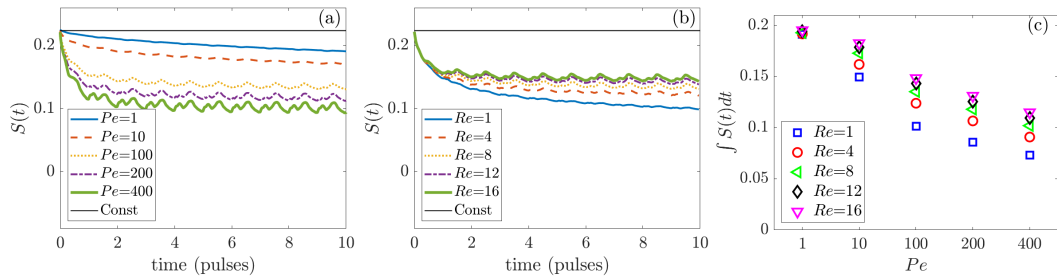 (a)
S(t)
0.2
0.1
0
Pe=1
Pe=10
Pe=100
Pe=200
Pe=400
Const
0 2 4 6 8 10
time (pulses)
(b)
S(t)
0.2
0.1
0
Re=1
Re=4
Re=8
Re=12
Re=16
Const
0 2 4 6 8 10
time (pulses)
(c)
∫ S(t)dt
0.2
0.15
0.1
0.05
0
Re=1
Re=4
Re=8
Re=12
Re=16
1 10 100 200 400
Pe